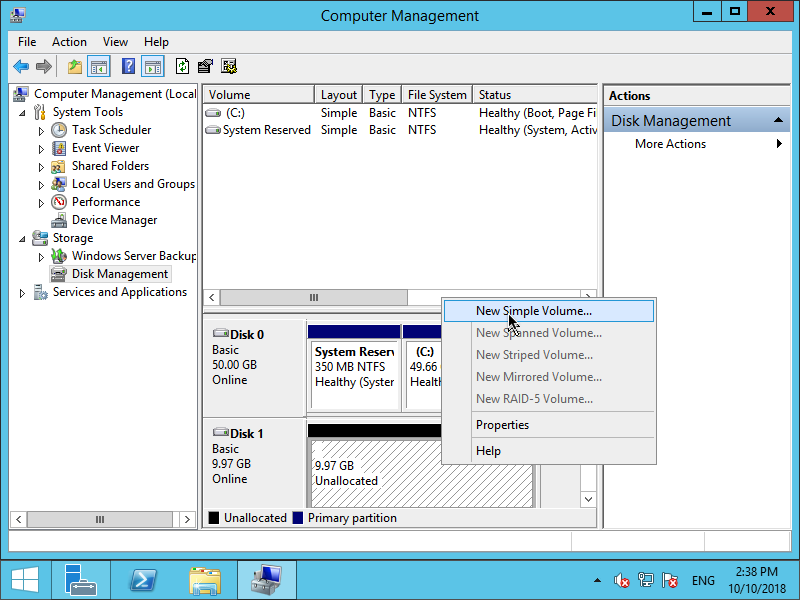 Computer Management
File Action View Help
Computer Management (Local
System Tools
Task Scheduler
Event Viewer
Shared Folders
Local Users and Groups
Performance
Device Manager
Storage
Windows Server Backup
Disk Management
Services and Applications
Volume Layout Type File System Status
(C:) Simple Basic NTFS Healthy (Boot, Page Fi
System Reserved Simple Basic NTFS Healthy (System, Activ
Actions
Disk Management
More Actions
New Simple Volume...
New Spanned Volume...
New Striped Volume...
New Mirrored Volume...
New RAID-5 Volume...
Properties
Help
Disk 0
Basic
50.00 GB
Online
System Reserv
350 MB NTFS
Healthy (Syster
(C:)
49.66
Healtl
Disk 1
Basic
9.97 GB
Online
9.97 GB
Unallocated
Unallocated Primary partition
ENG
2:38 PM
10/10/2018